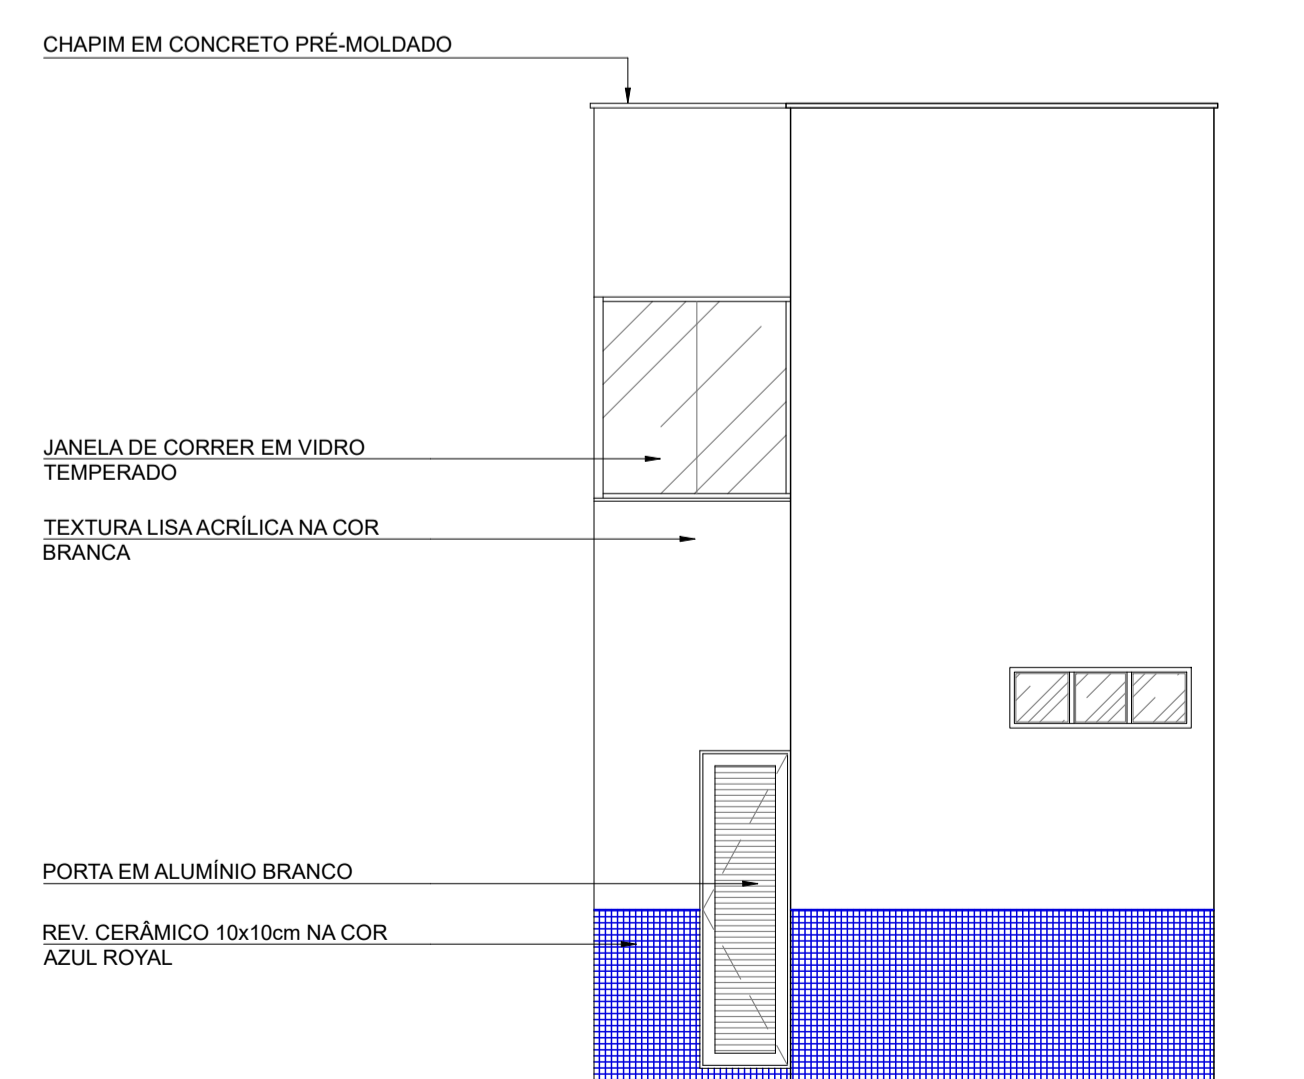 CHAPIM EM CONCRETO PRÉ-MOLDADO
JANELA DE CORRER EM VIDRO
TEMPERADO
TEXTURA LISA ACRÍLICA NA COR
BRANCA
PORTA EM ALUMÍNIO BRANCO
REV. CERÂMICO 10x10cm NA COR
AZUL ROYAL